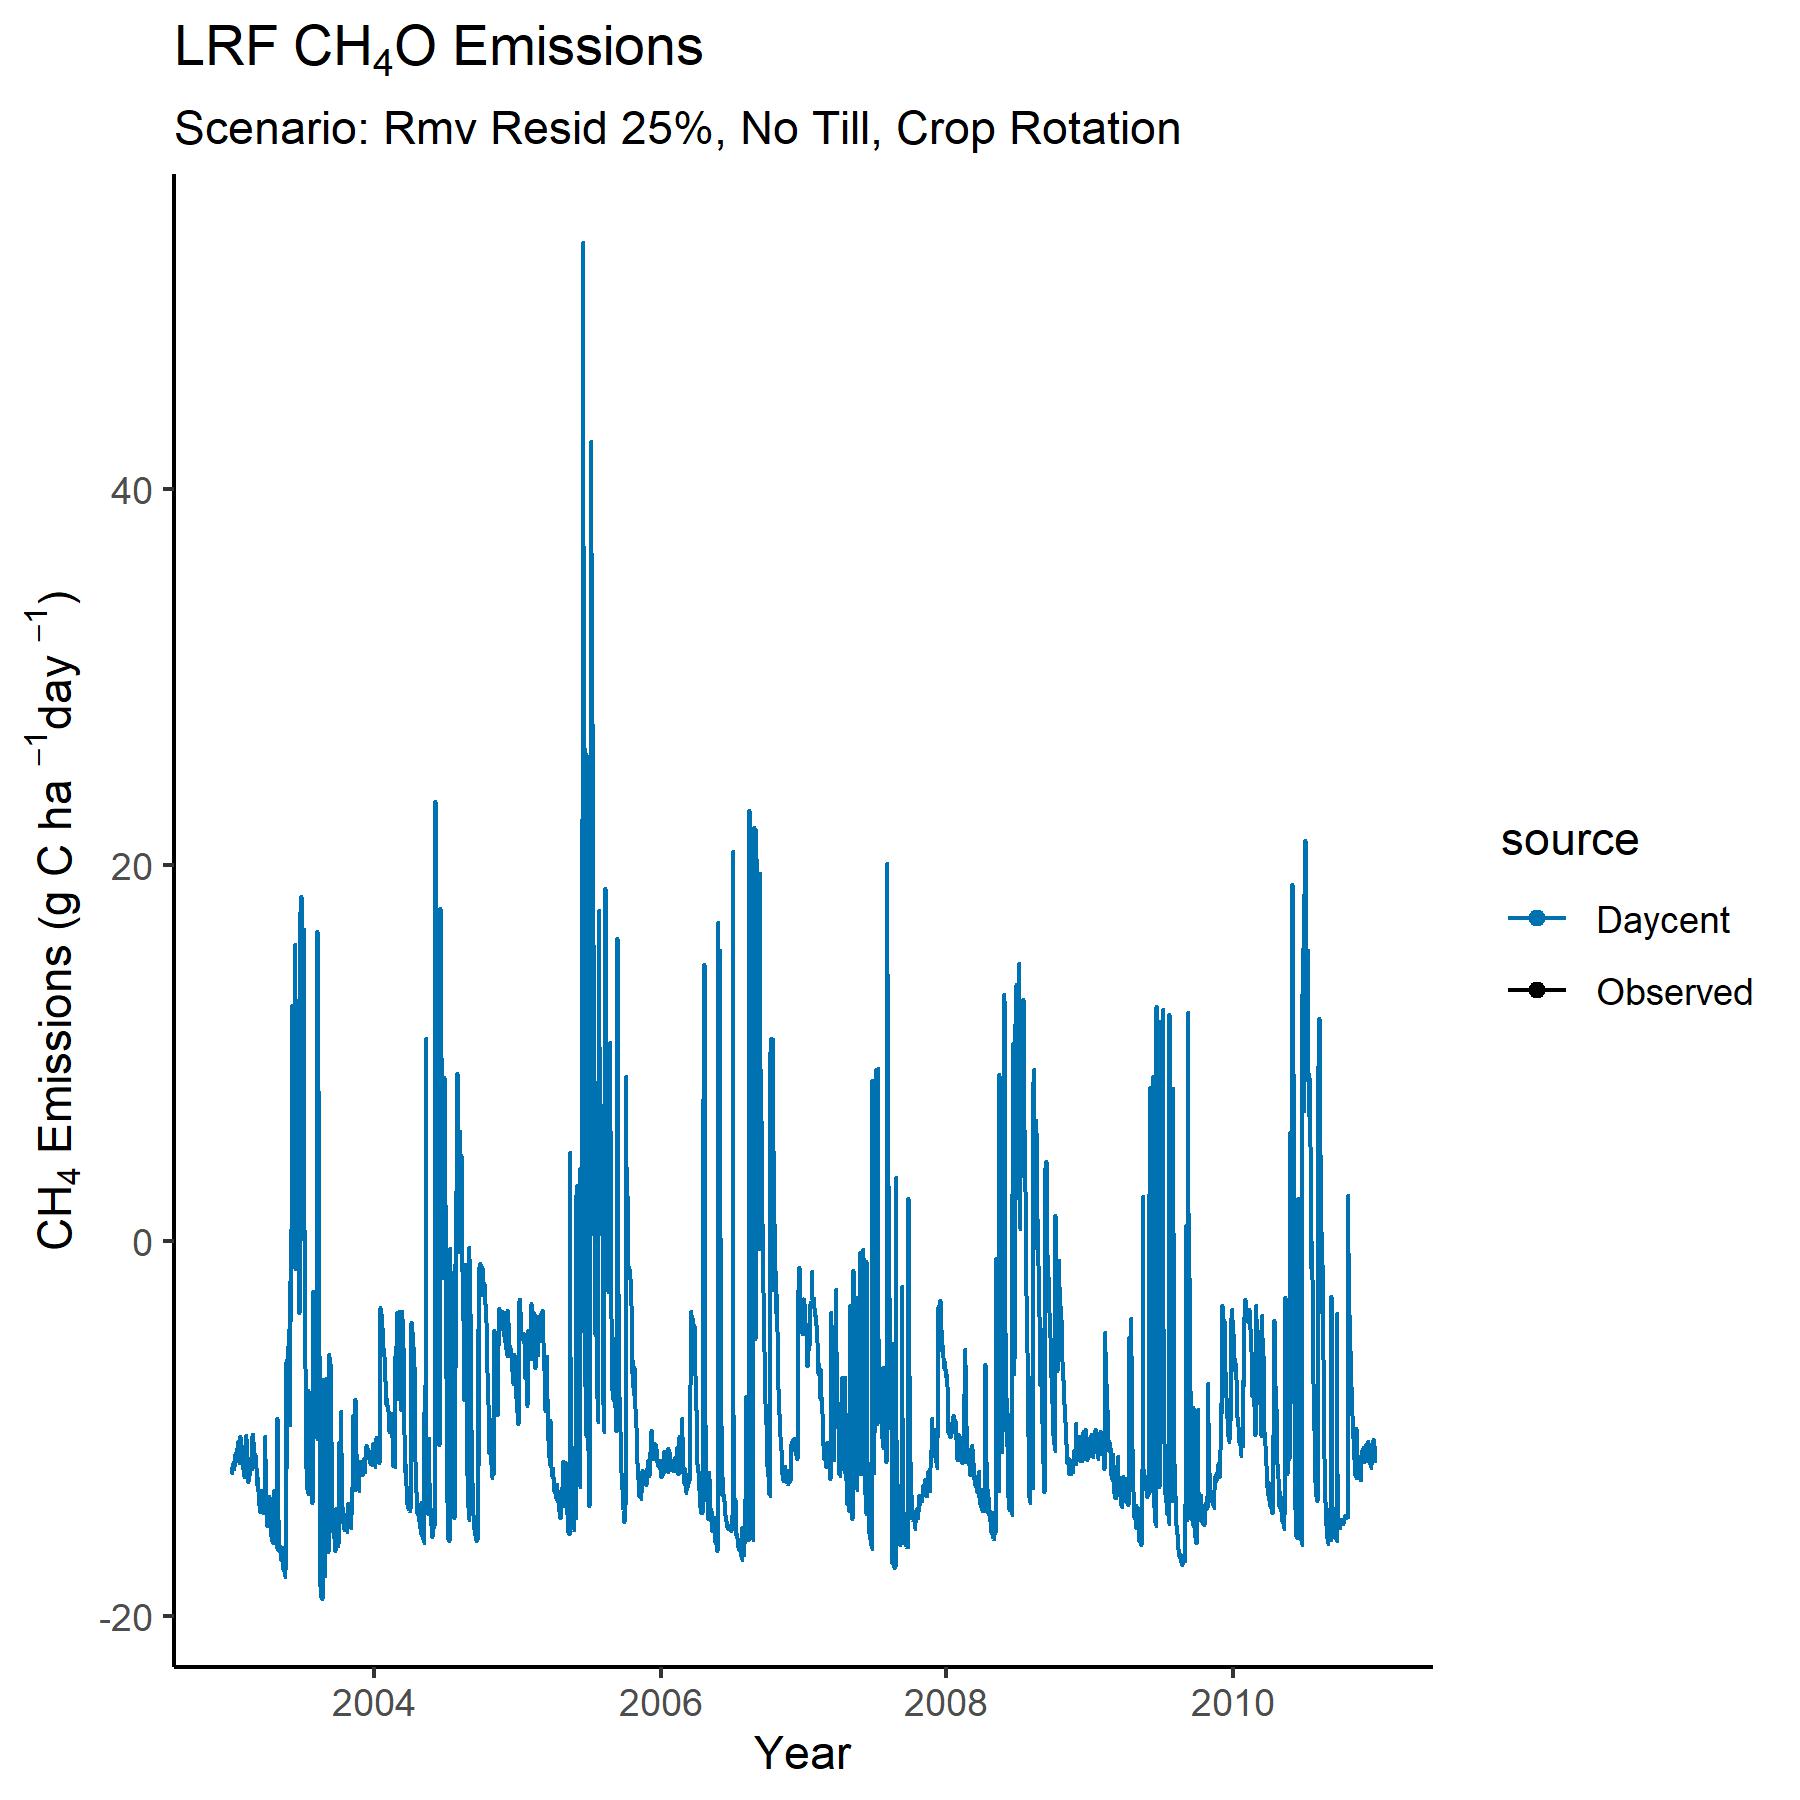 LRF CH₄O Emissions
Scenario: Rmv Resid 25%, No Till, Crop Rotation
CH₄ Emissions (g C ha ⁻¹day ⁻¹)
40
20
0
-20
2004 2006 2008 2010
Year
source
Daycent
Observed